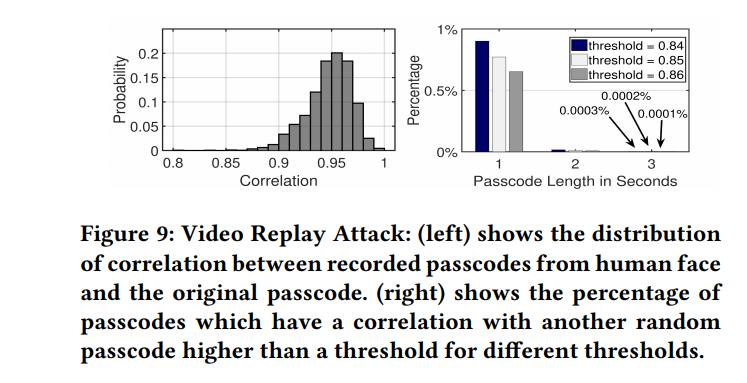 0.2
0.15
0.1
0.05
0
Probability
0.8 0.85 0.9 0.95 1
Correlation
1%
0.5%
0%
Percentage
threshold = 0.84
threshold = 0.85
threshold = 0.86
0.0002%
0.0003%
0.0001%
1 2 3
Passcode Length in Seconds
Figure 9: Video Replay Attack: (left) shows the distribution
of correlation between recorded passcodes from human face
and the original passcode. (right) shows the percentage of
passcodes which have a correlation with another random
passcode higher than a threshold for different thresholds.